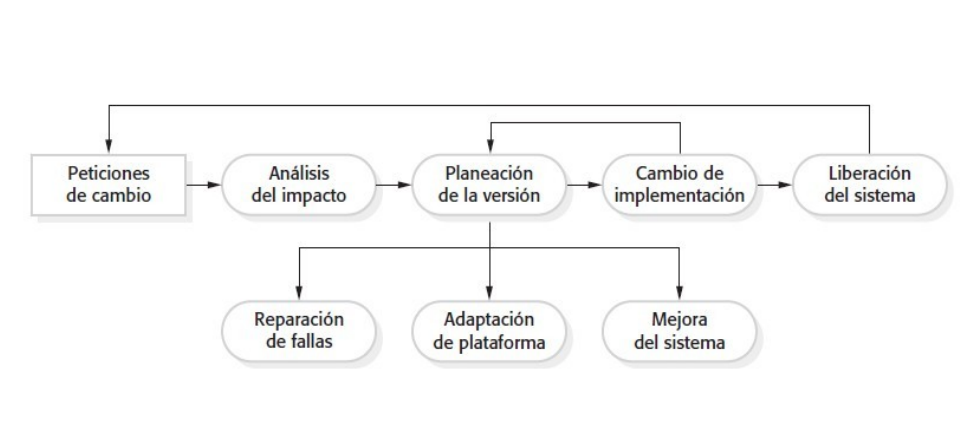 Peticiones
de cambio
Análisis
del impacto
Planeación
de la versión
Cambio de
implementación
Liberación
del sistema
Reparación
de fallas
Adaptación
de plataforma
Mejora
del sistema